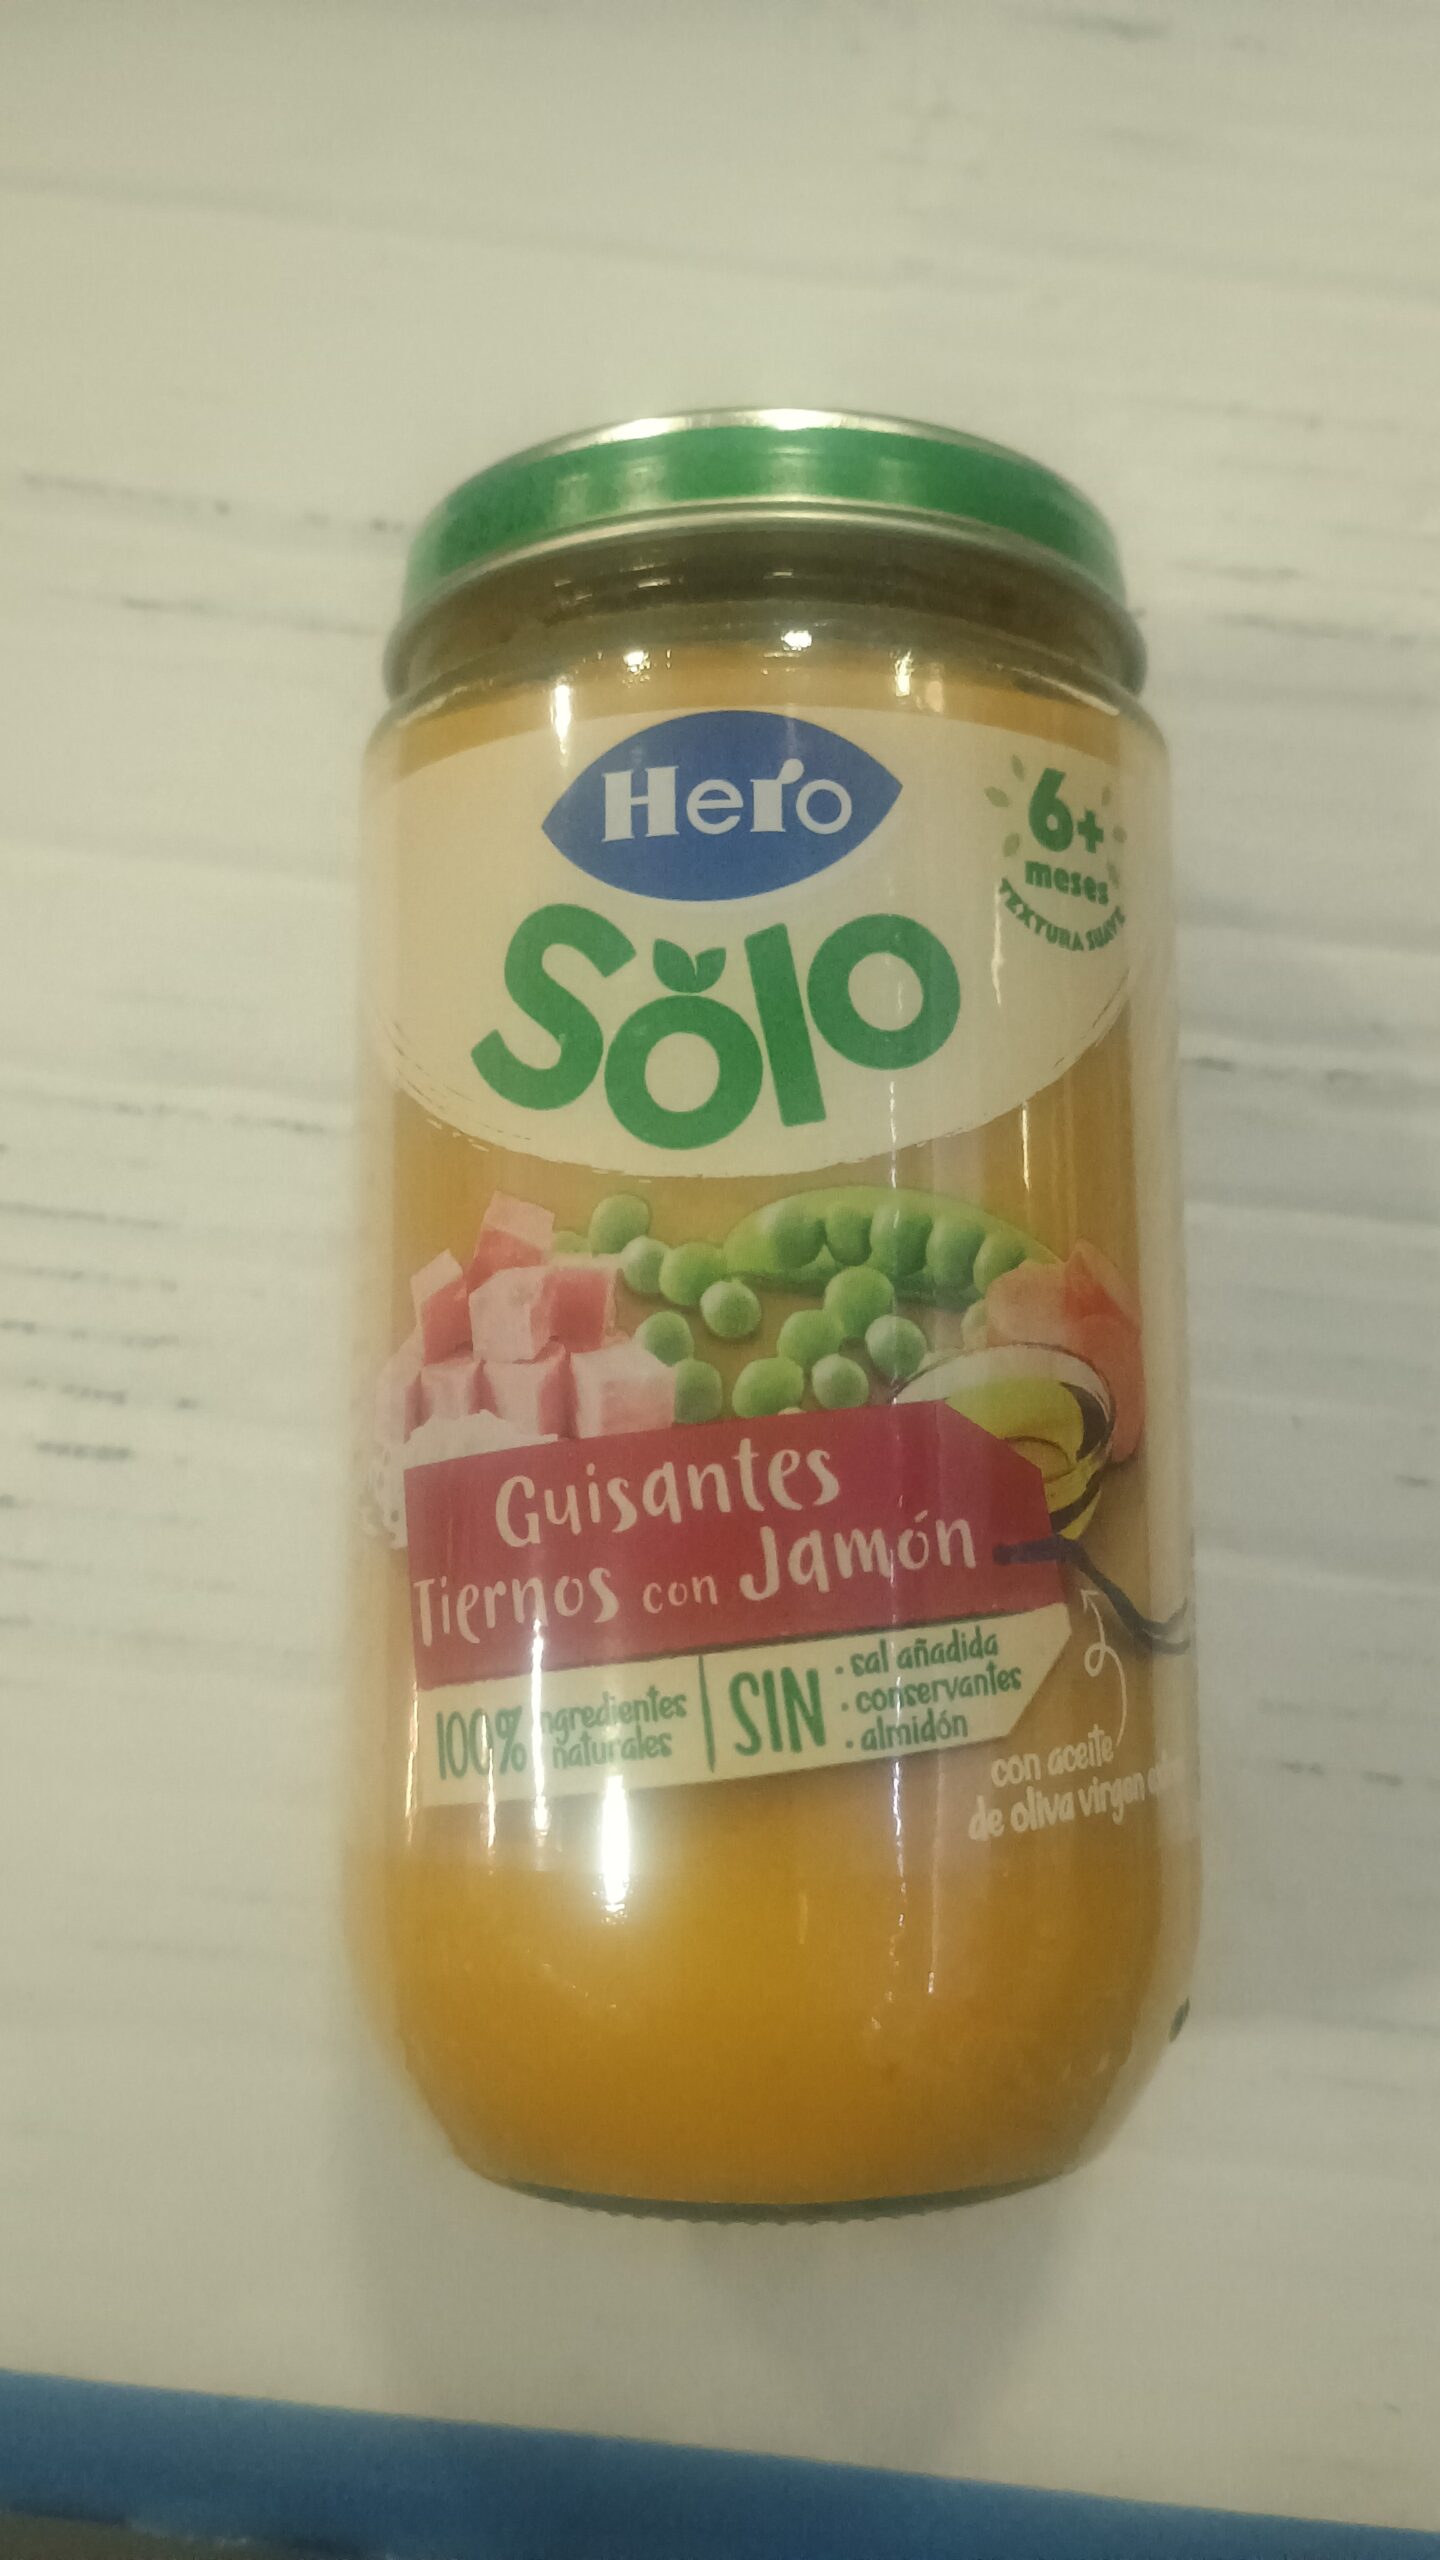 Hero
Solo
6+
meses
TEXTURA SUAVE
Guisantes
Tiernos con Jamón
100% ingredientes
naturales
SIN
· sal añadida
· conservantes
· almidón
con aceite
de oliva virgen